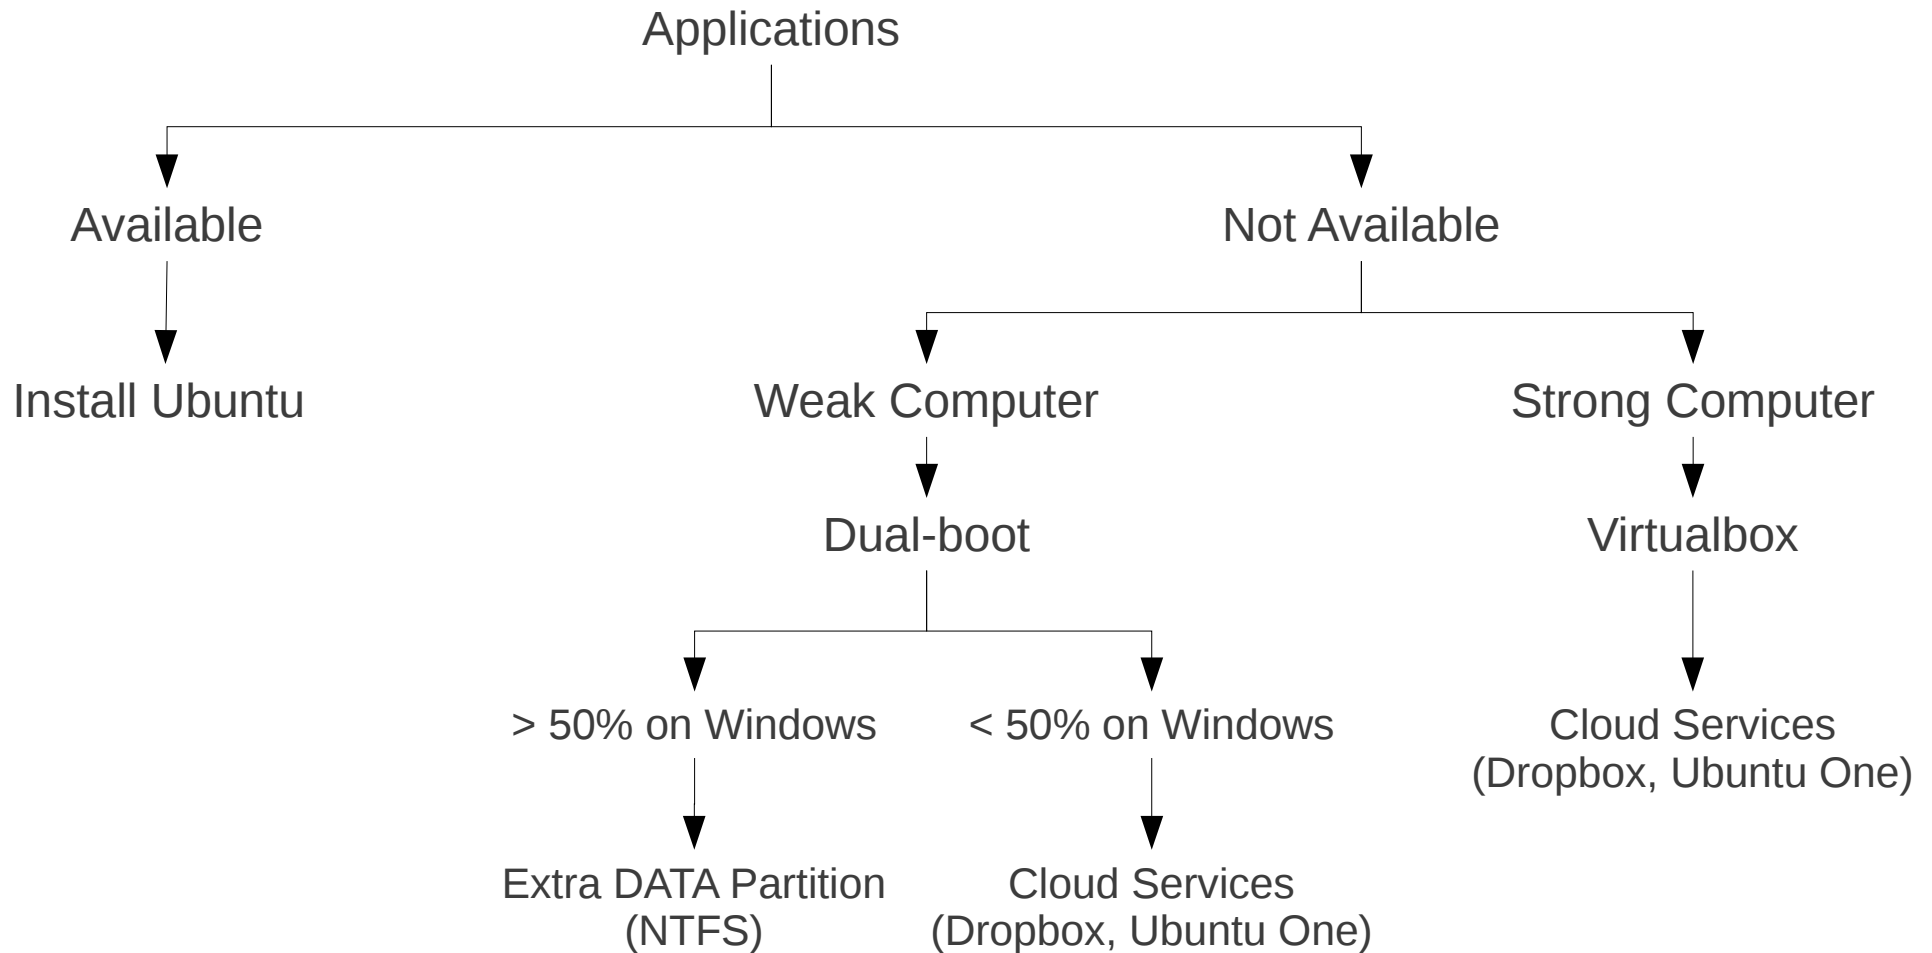 Applications
Available
Not Available
Install Ubuntu
Weak Computer
Strong Computer
Dual-boot
Virtualbox
> 50% on Windows
< 50% on Windows
Cloud Services
(Dropbox, Ubuntu One)
Extra DATA Partition
(NTFS)
Cloud Services
(Dropbox, Ubuntu One)